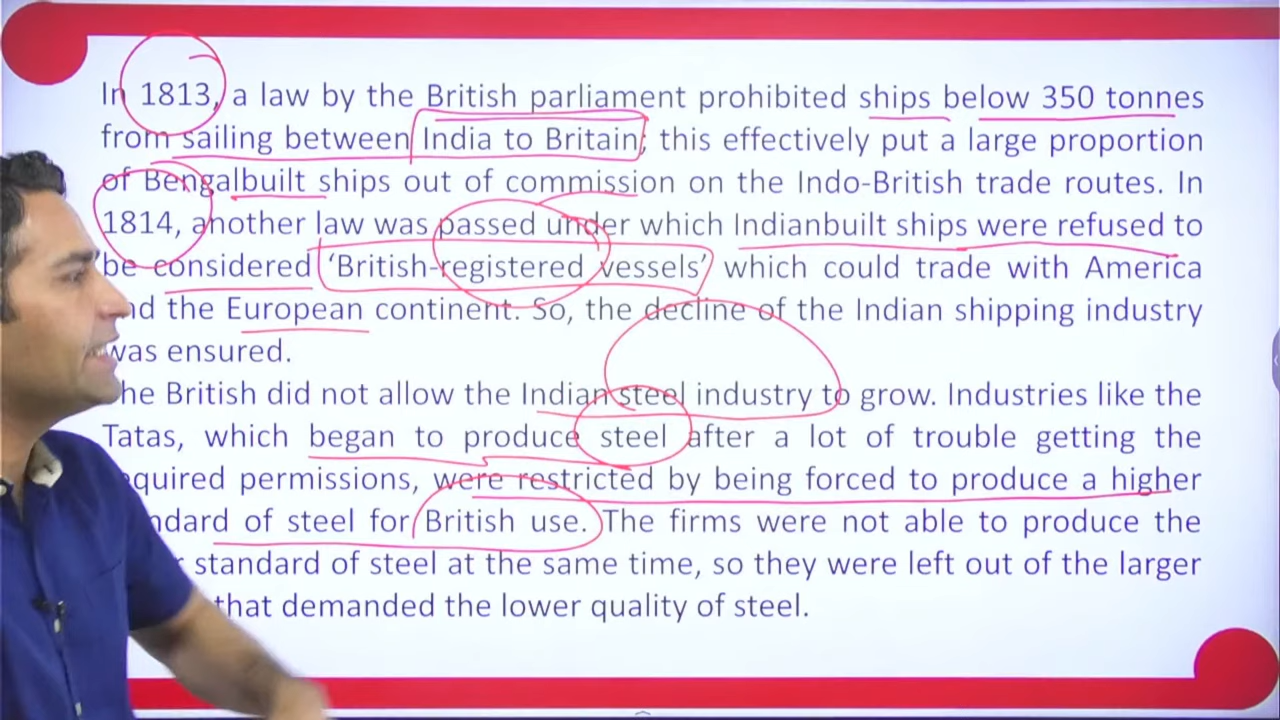 In 1813, a law by the British parliament prohibited ships below 350 tonnes
from sailing between India to Britain; this effectively put a large proportion
of Bengalbuilt ships out of commission on the Indo-British trade routes. In
1814, another law was passed under which Indianbuilt ships were refused to
be considered ‘British-registered vessels’ which could trade with America
the European continent. So, the decline of the Indian shipping industry
was ensured.
British did not allow the Indian steel industry to grow. Industries like the
Tatas, which began to produce steel after a lot of trouble getting the
permissions, were restricted by being forced to produce a higher
of steel for British use. The firms were not able to produce the
standard of steel at the same time, so they were left out of the larger
that demanded the lower quality of steel.